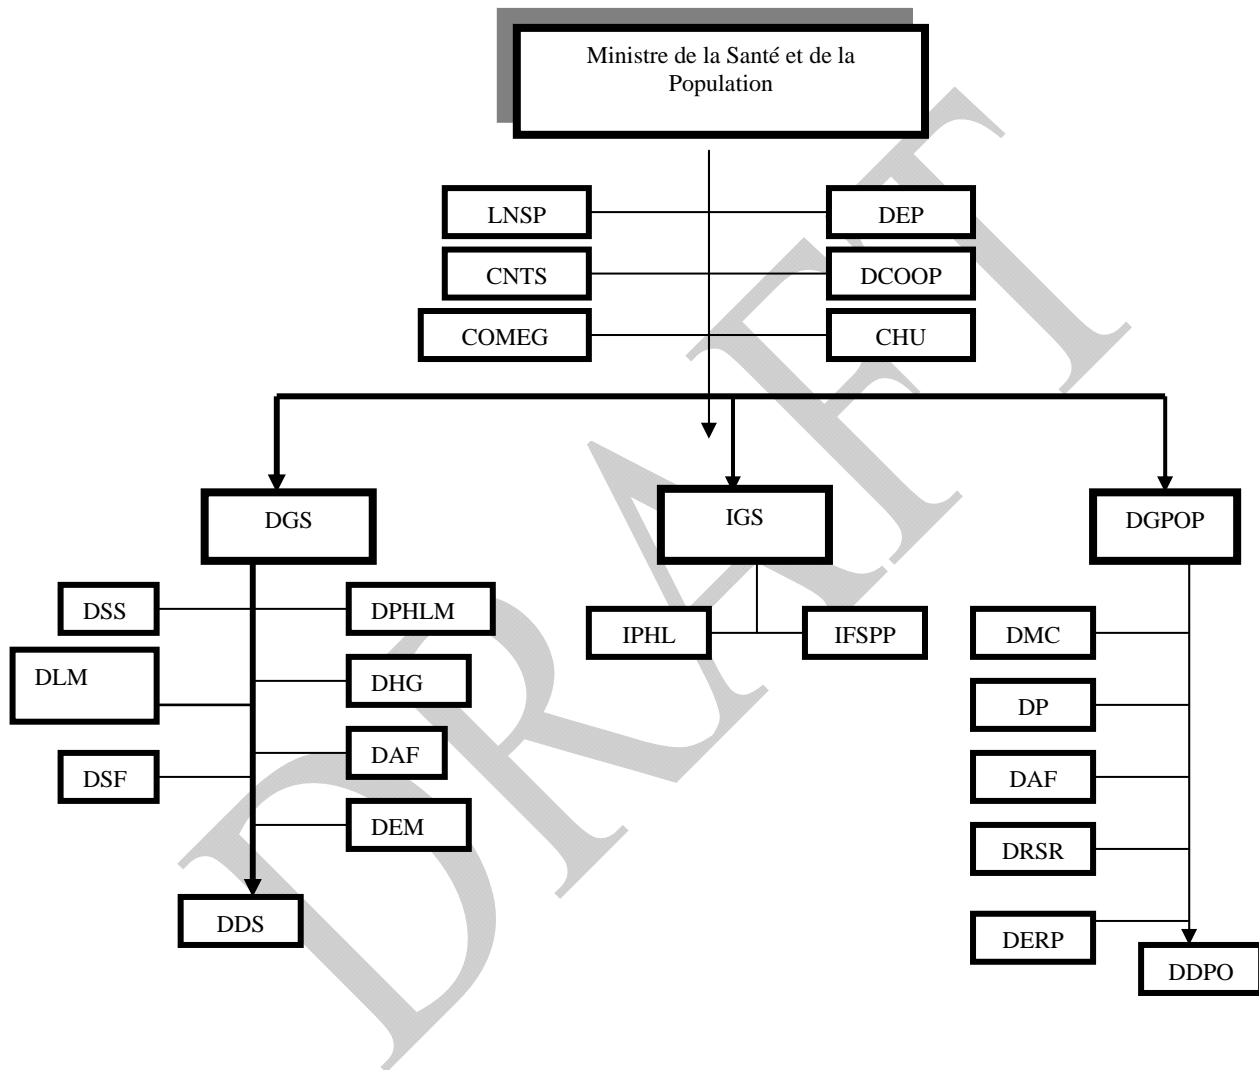 Ministre de la Santé et de la
Population
LNSP
DEP
CNTS
DCOOP
COMEG
CHU
DGS
IGS
DGPOP
DSS
DPHLM
IPHL
IFSPP
DMC
DLM
DHG
DP
DSF
DAF
DAF
DEM
DRSR
DDS
DERP
DDPO
DRAFT